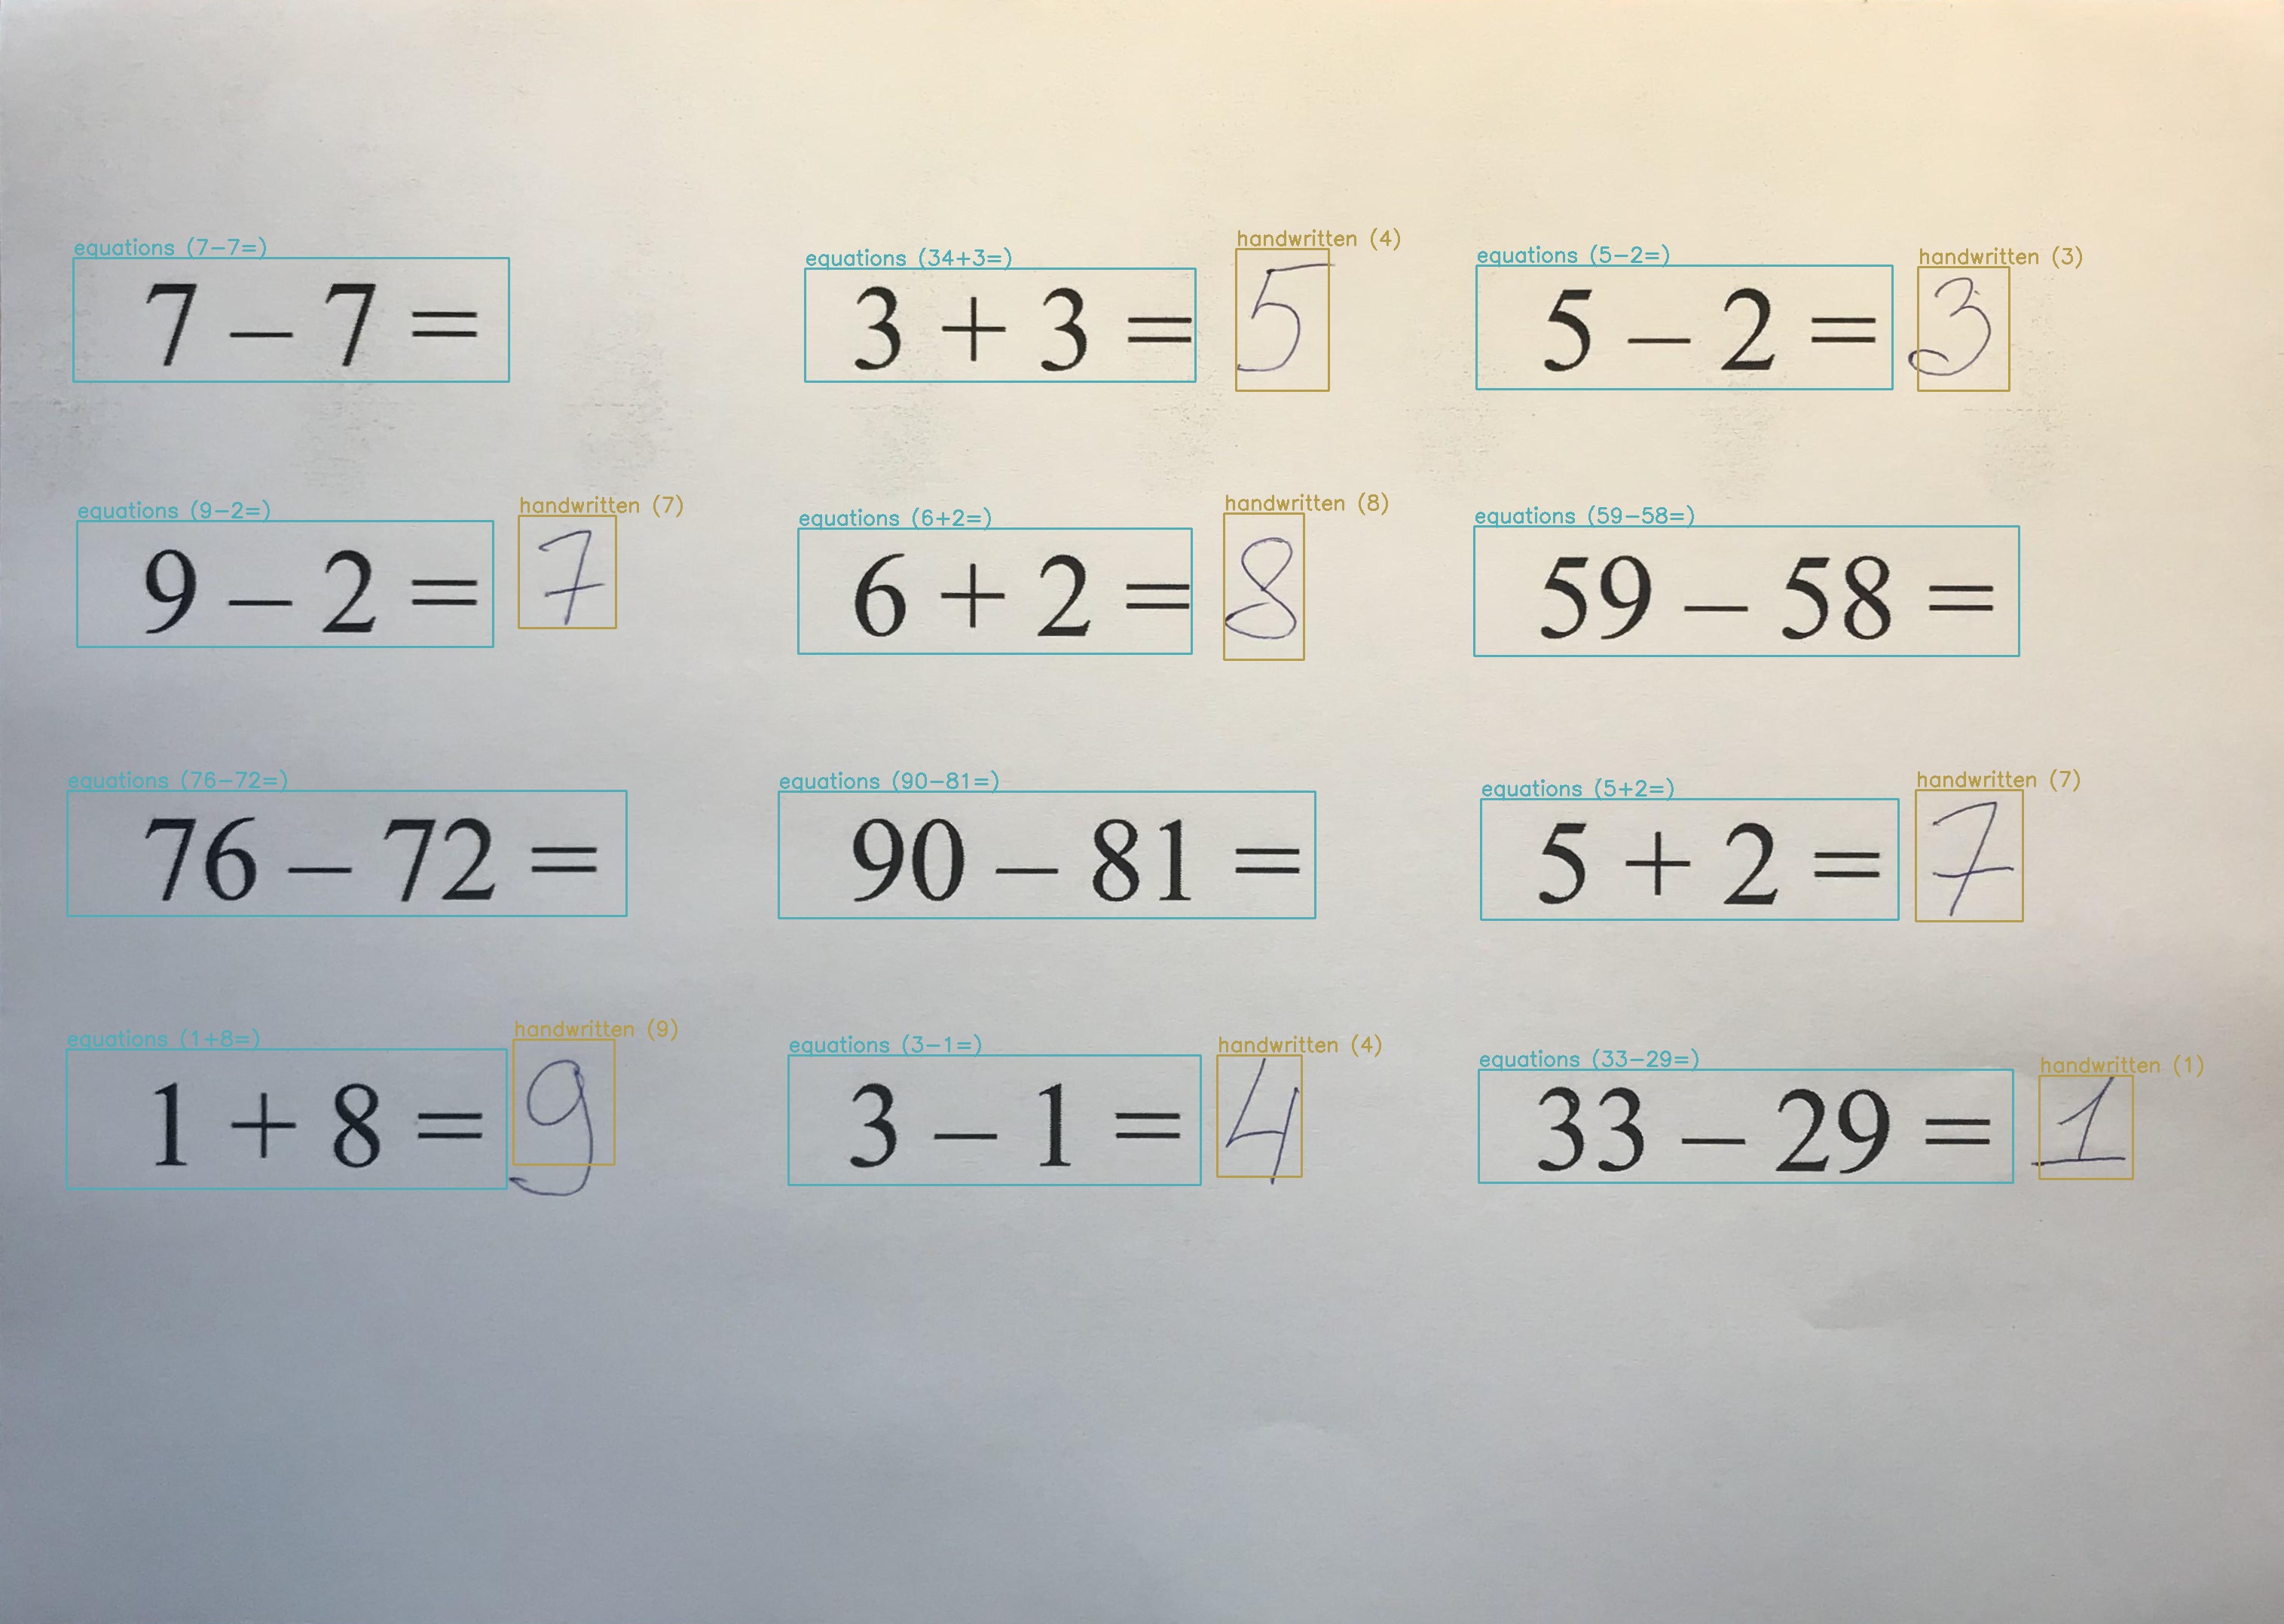 equations (7-7=) equations (34+3=) handwritten (4) equations (5-2=) handwritten (3)
7 – 7 = 3 + 3 = 5 5 – 2 = 3
equations (9-2=) handwritten (7) equations (6+2=) handwritten (8) equations (59-58=)
9 – 2 = 7 6 + 2 = 8 59 – 58 =
equations (76-72=) equations (90-81=) equations (5+2=) handwritten (7)
76 – 72 = 90 – 81 = 5 + 2 = 7
equations (1+8=) handwritten (9) equations (3-1=) handwritten (4) equations (33-29=) handwritten (1)
1 + 8 = 9 3 – 1 = 4 33 – 29 = 1